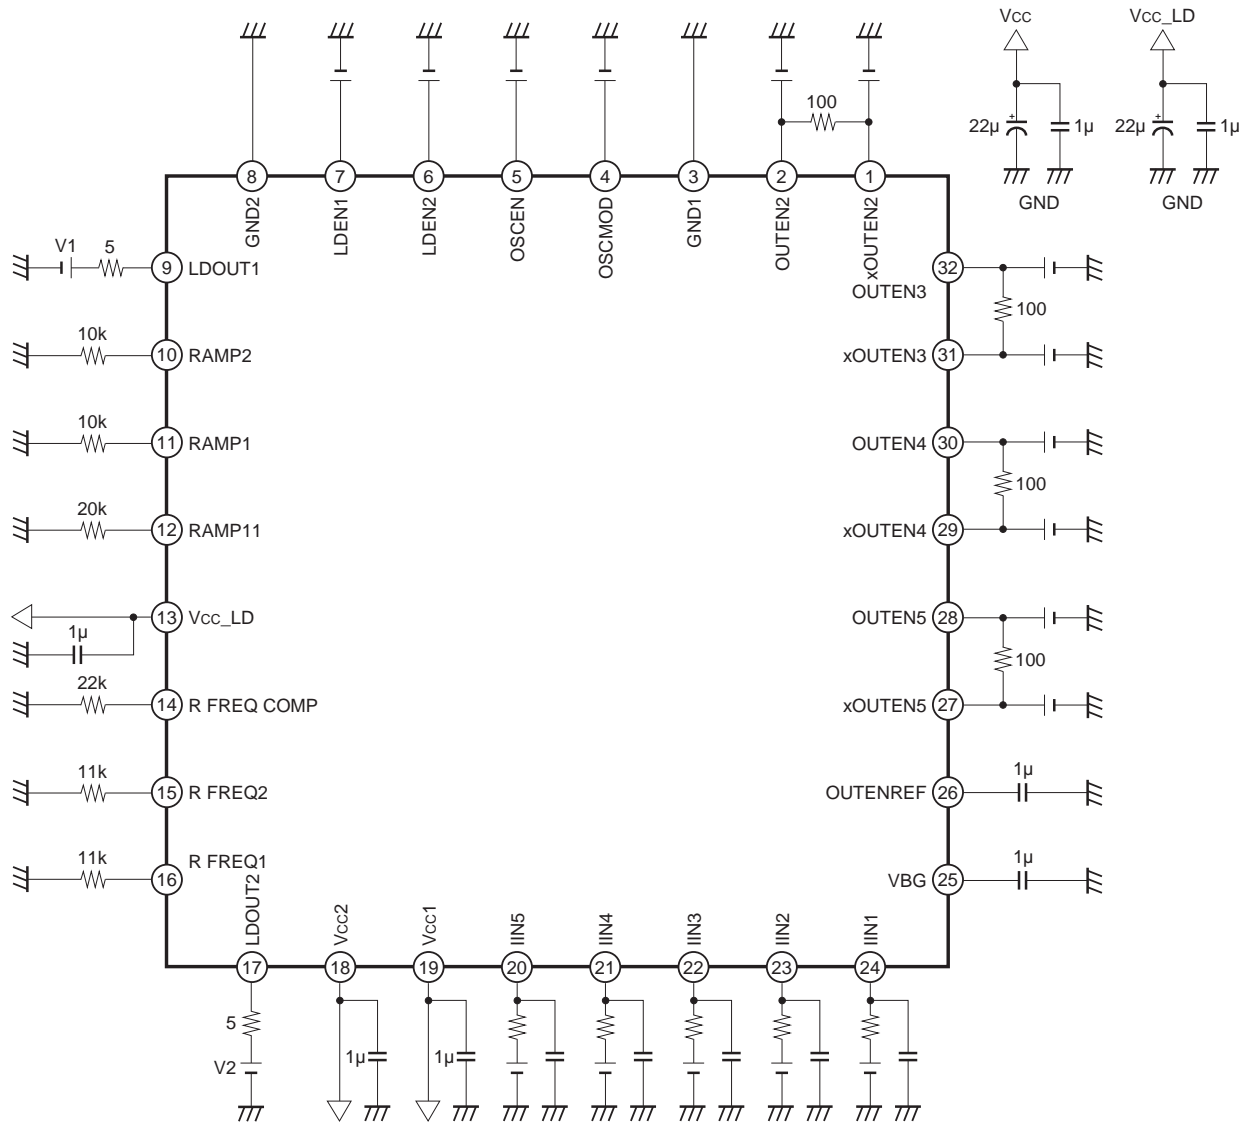 Vcc
Vcc_LD
100
22µ
1µ
22µ
1µ
GND
GND
8
7
6
5
4
3
2
1
GND2
LDEN1
LDEN2
OSCEN
OSCMOD
GND1
OUTEN2
xOUTEN2
V1
5
9
LDOUT1
10k
10
RAMP2
10k
11
RAMP1
20k
12
RAMP11
13
Vcc_LD
1µ
22k
14
R FREQ COMP
11k
15
R FREQ2
11k
16
R FREQ1
32
OUTEN3
100
xOUTEN3
31
OUTEN4
30
100
xOUTEN4
29
OUTEN5
28
100
xOUTEN5
27
OUTENREF
26
1µ
VBG
25
1µ
LDOUT2
Vcc2
Vcc1
IIN5
IIN4
IIN3
IIN2
IIN1
17
18
19
20
21
22
23
24
5
V2
1µ
1µ
+
+